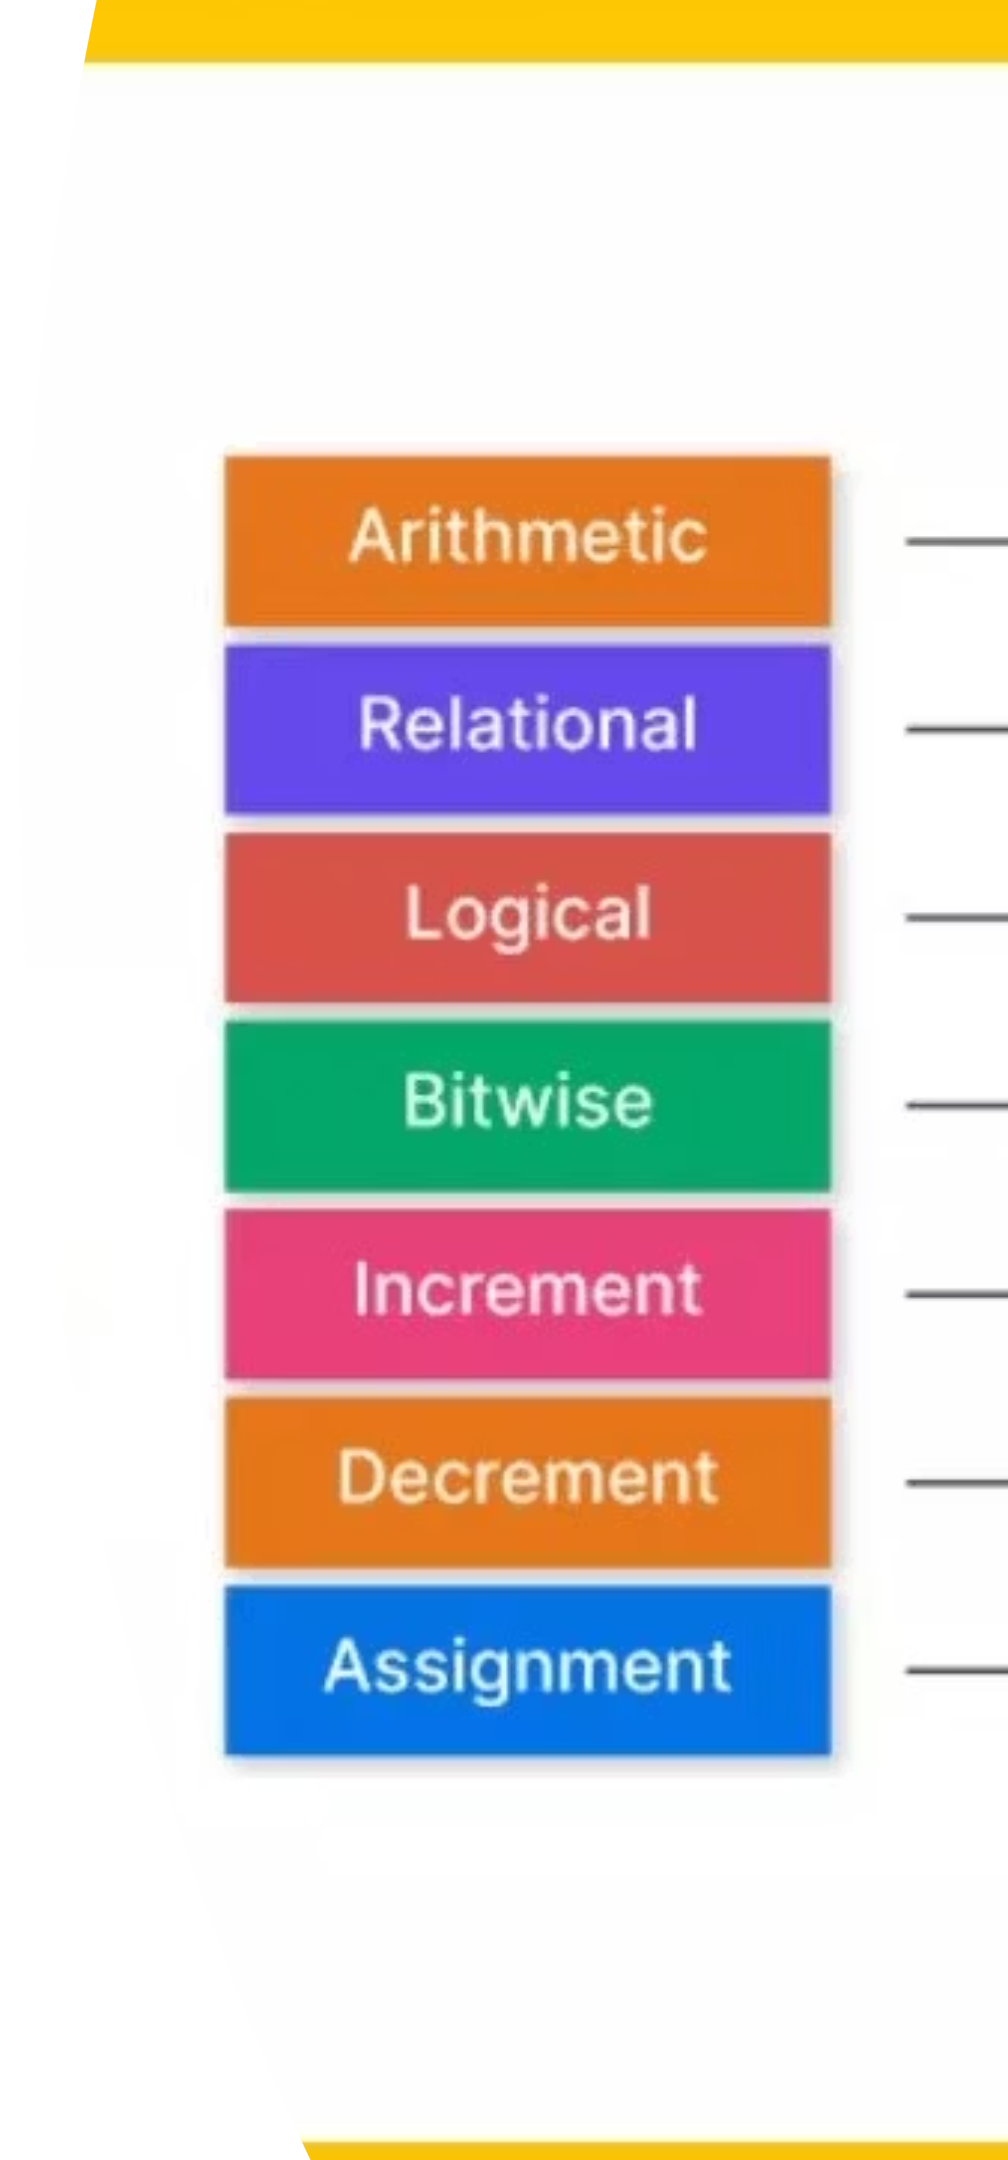 Arithmetic
Relational
Logical
Bitwise
Increment
Decrement
Assignment